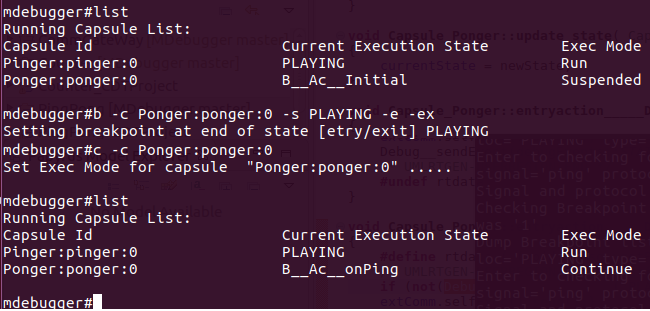 mdebugger#list
Running Capsule List:
Capsule Id Current Execution State Exec Mode
Pinger:pinger:0 PLAYING Run
Ponger:ponger:0 B__Ac__Initial Suspended
mdebugger#b -c Ponger:ponger:0 -s PLAYING -e -ex
Setting breakpoint at end of state [etry/exit] PLAYING
mdebugger#c -c Ponger:ponger:0
Set Exec Mode for capsule "Ponger:ponger:0" .....
mdebugger#list
Running Capsule List:
Capsule Id Current Execution State Exec Mode
Pinger:pinger:0 PLAYING Run
Ponger:ponger:0 B__Ac__onPing Continue
mdebugger#